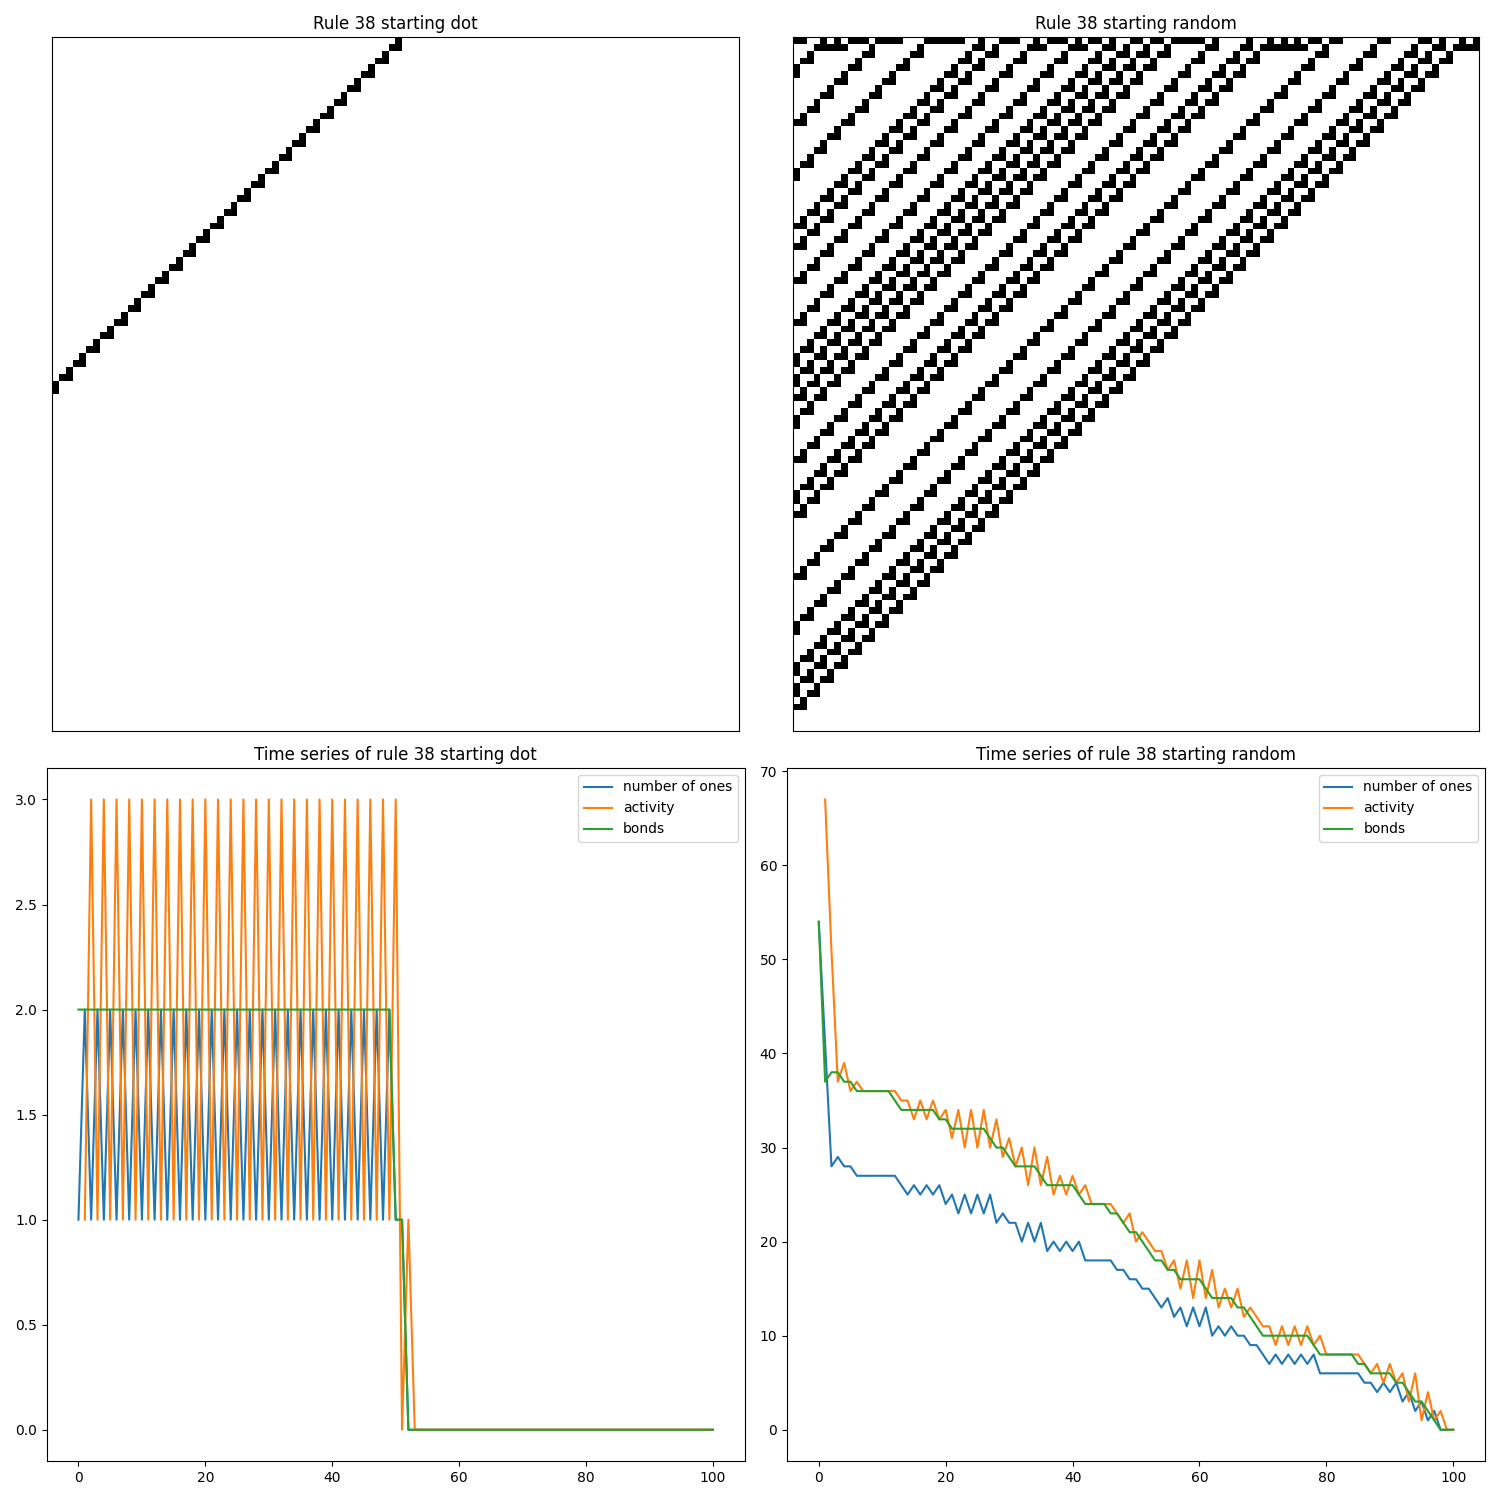 Rule 38 starting dot
Rule 38 starting random
Time series of rule 38 starting dot
3.0
2.5
2.0
1.5
1.0
0.5
0.0
0 20 40 60 80 100
number of ones
activity
bonds
Time series of rule 38 starting random
70
60
50
40
30
20
10
0
0 20 40 60 80 100
number of ones
activity
bonds